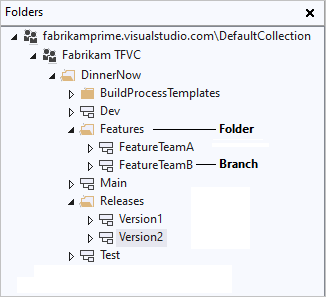 Folders
fabrikamprime.visualstudio.com\DefaultCollection
Fabrikam TFVC
DinnerNow
BuildProcessTemplates
Dev
Features Folder
FeatureTeamA
FeatureTeamB Branch
Main
Releases
Version1
Version2
Test